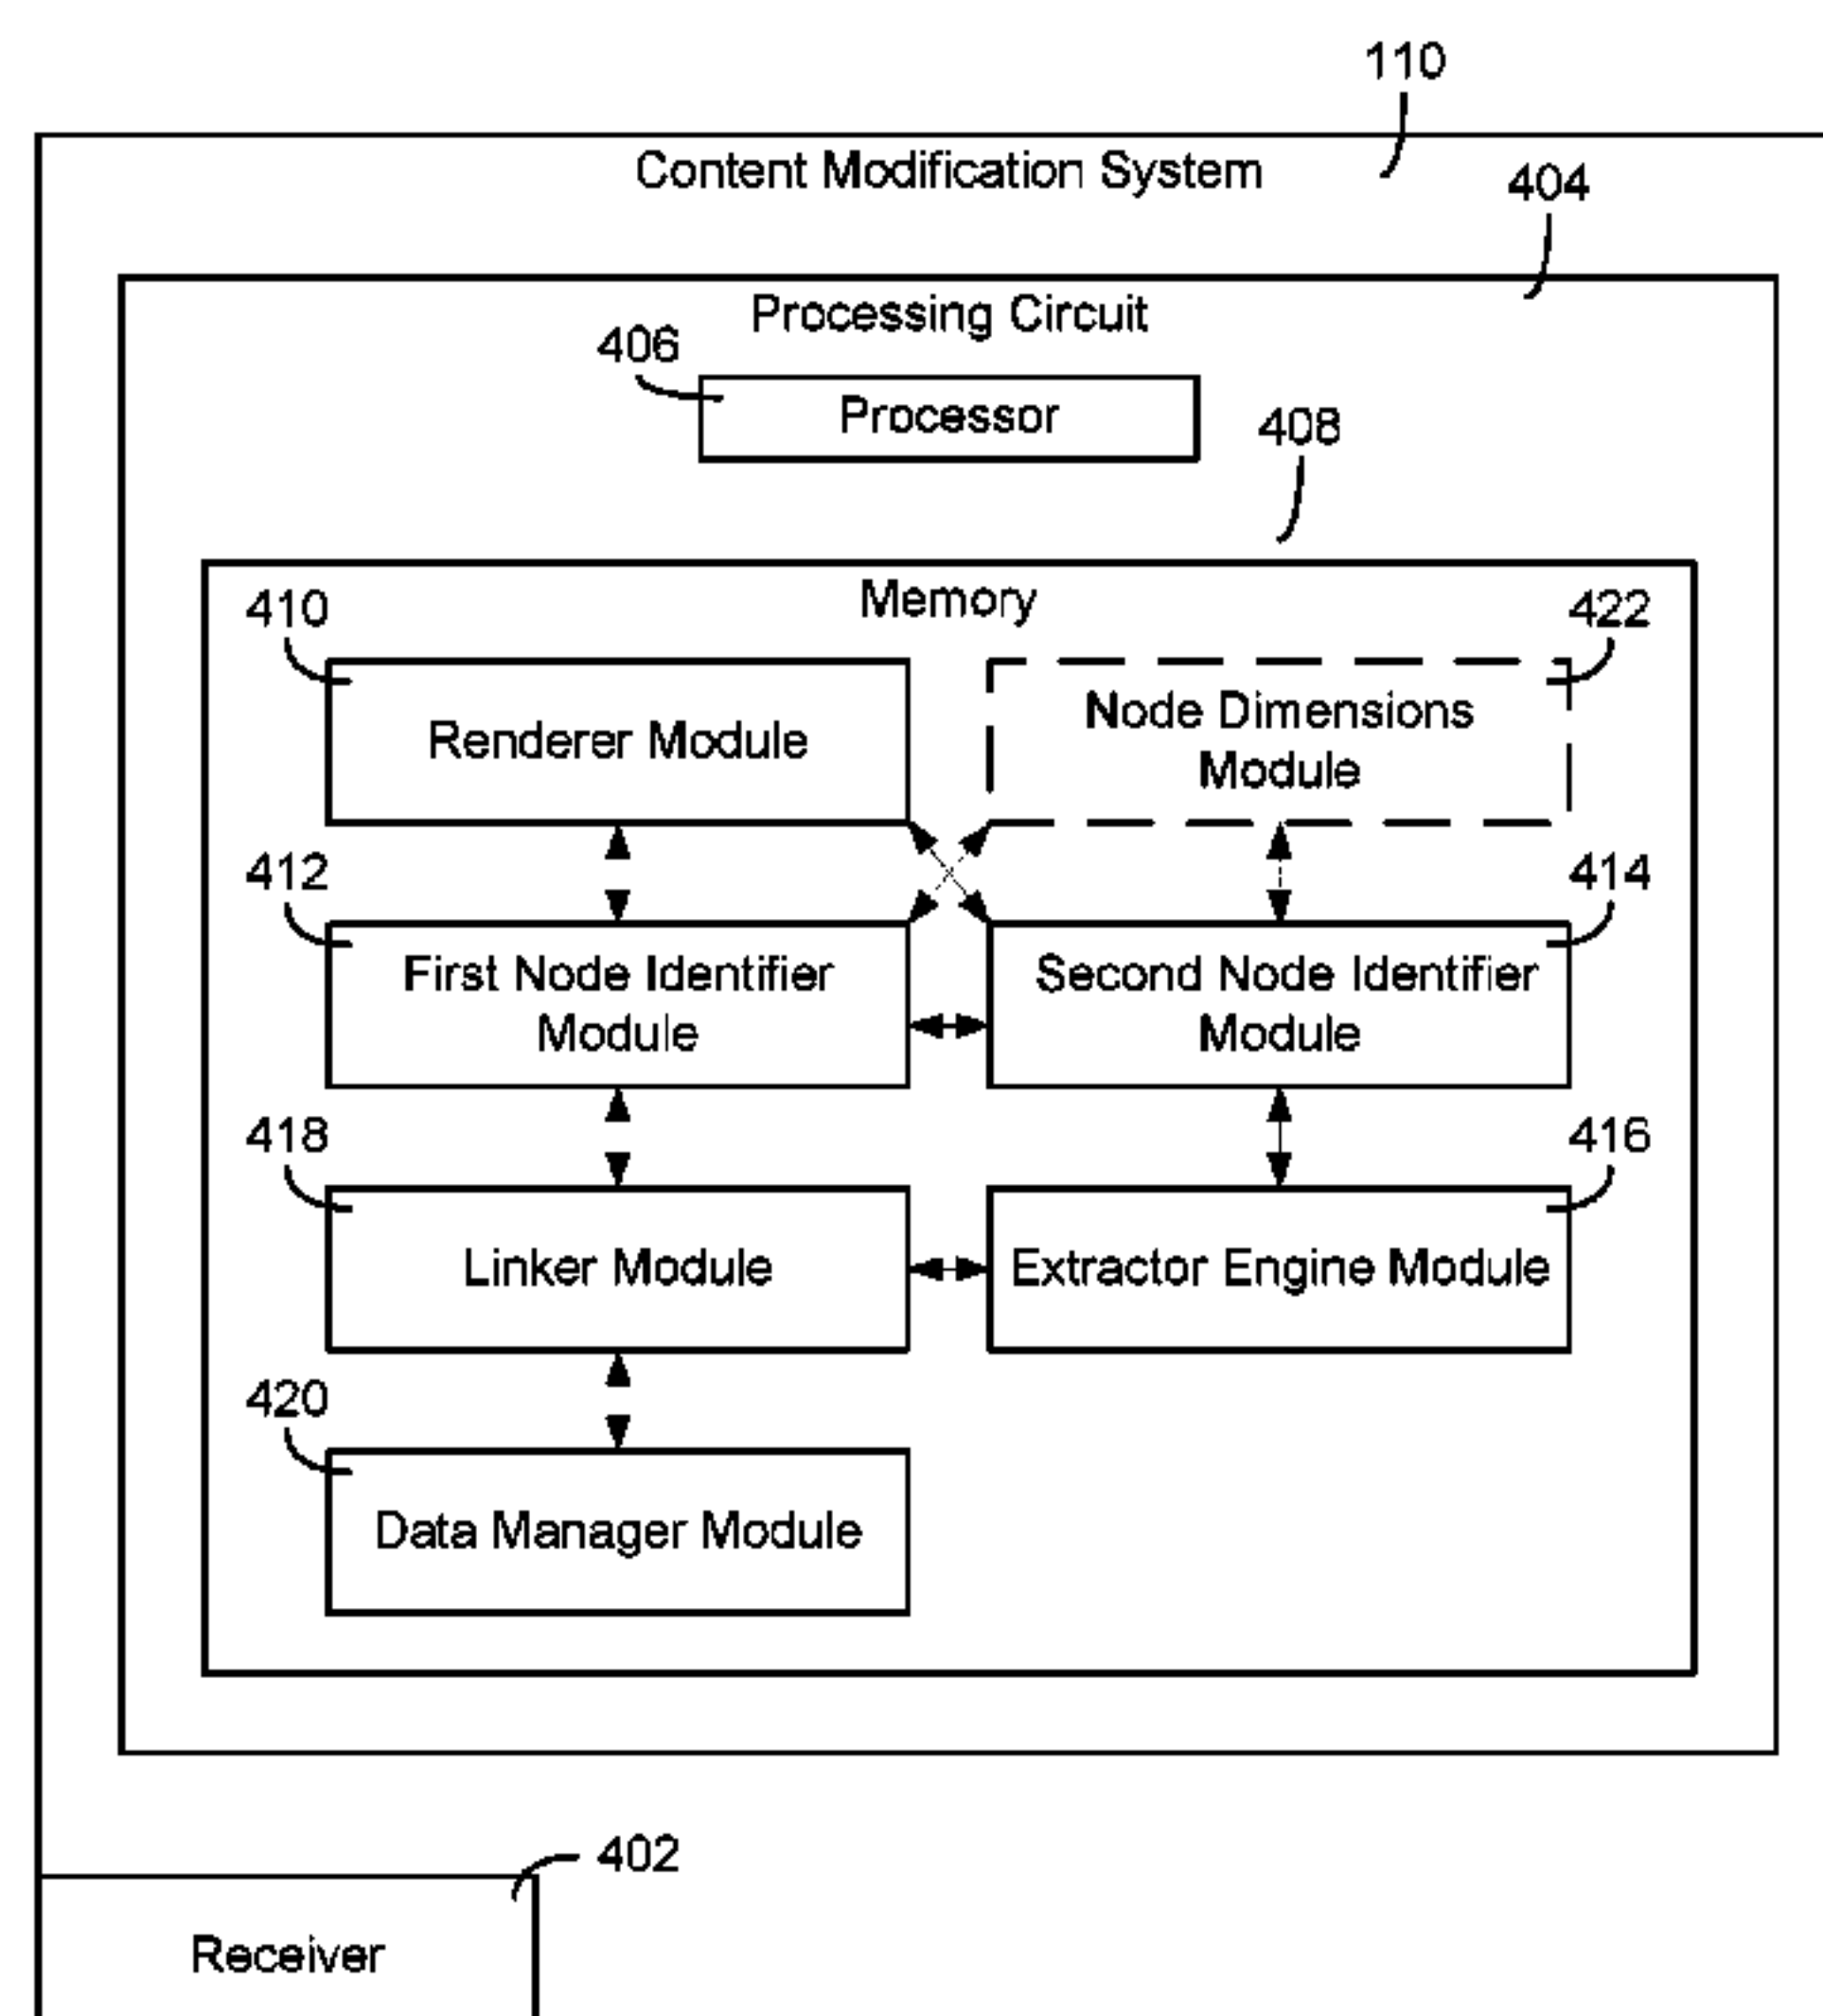 110
Content Modification System
404
Processing Circuit
406
Processor
408
Memory
410
422
Renderer Module
Node Dimensions
Module
412
414
First Node Identifier
Module
Second Node Identifier
Module
418
416
Linker Module
Extractor Engine Module
420
Data Manager Module
402
Receiver